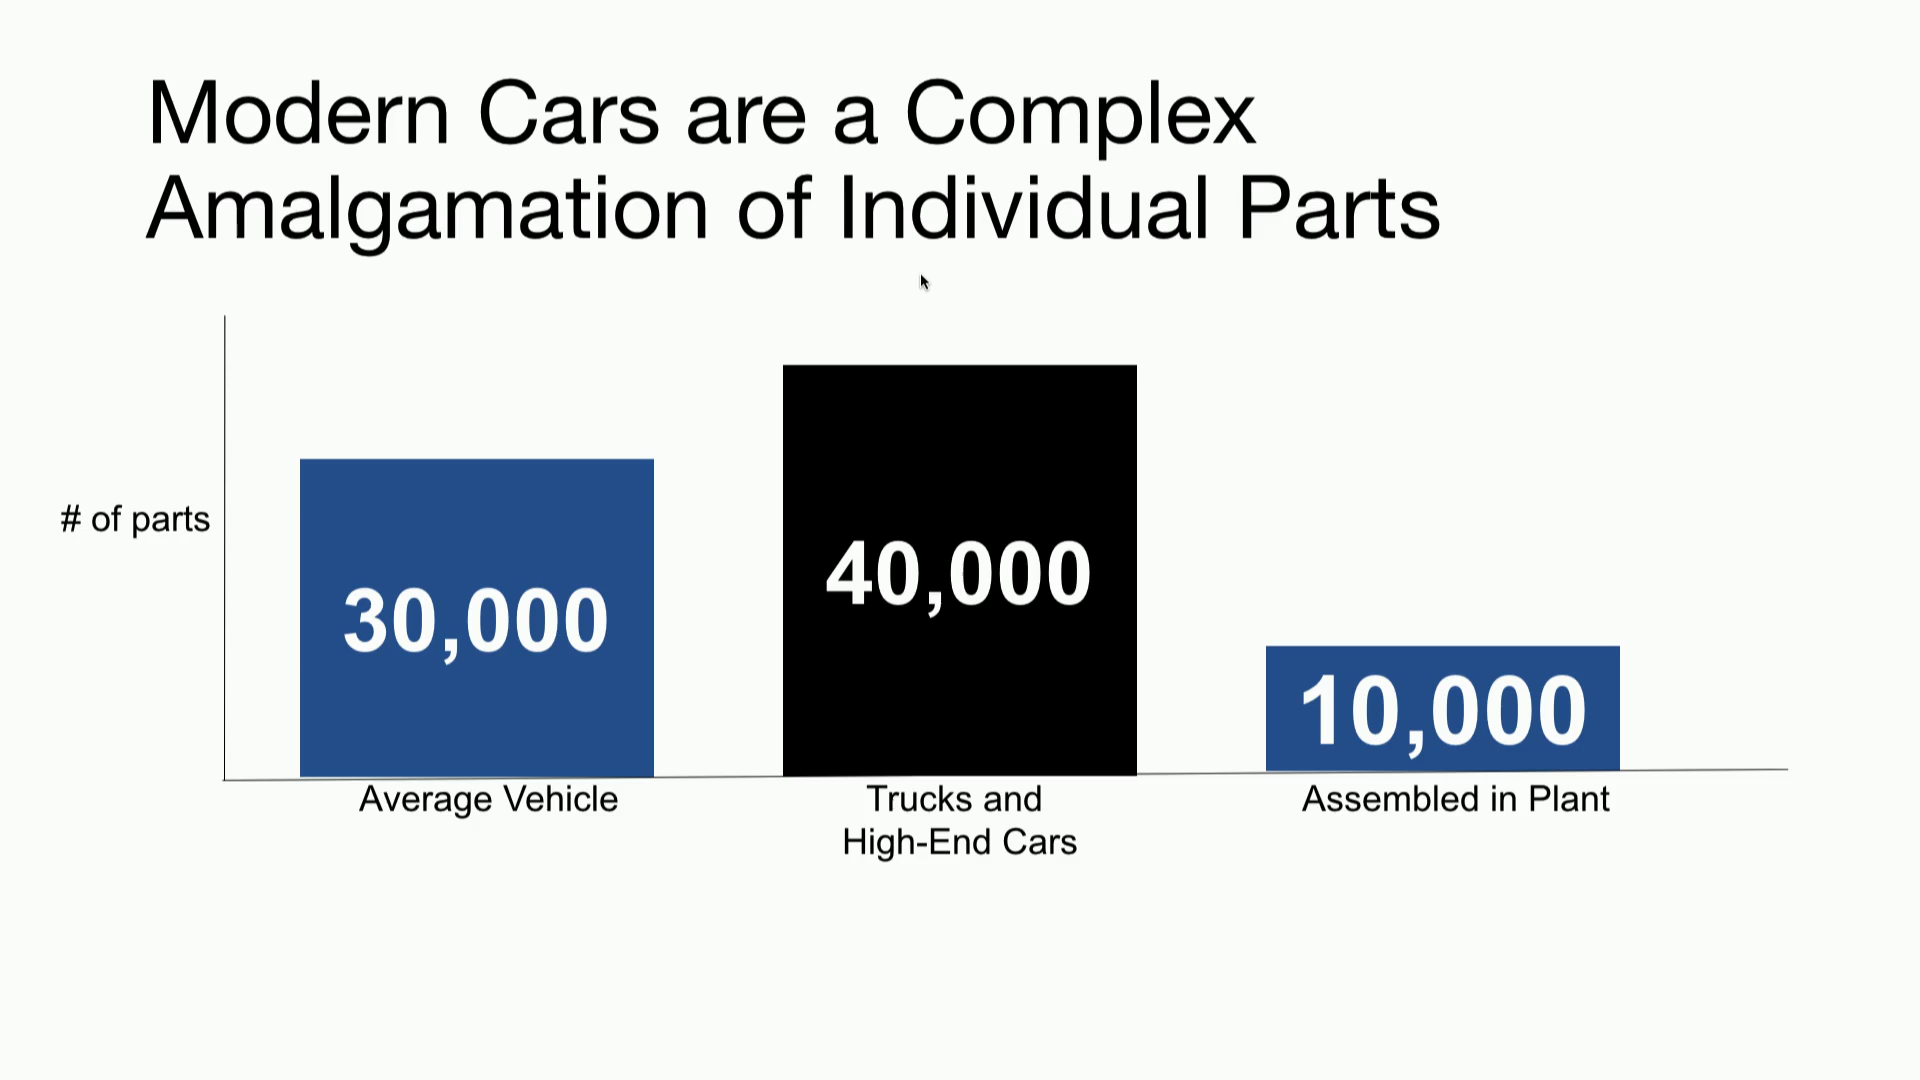 Modern Cars are a Complex
Amalgamation of Individual Parts
# of parts
30,000
40,000
10,000
Average Vehicle
Trucks and
High-End Cars
Assembled in Plant